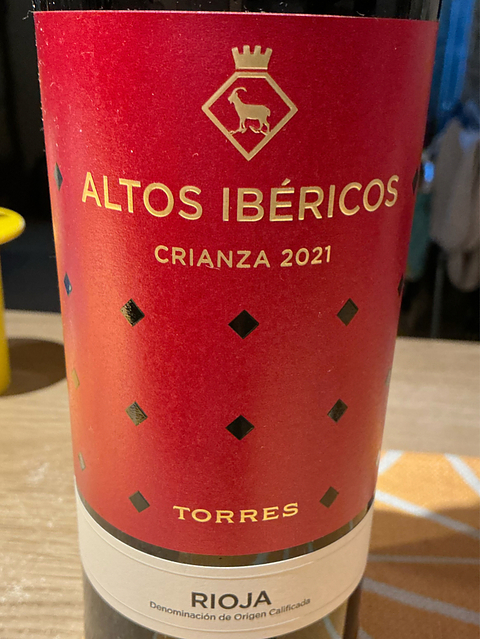 ALTOS IBÉRICOS
CRIANZA 2021
TORRES
RIOJA
Denominación de Origen Calificada